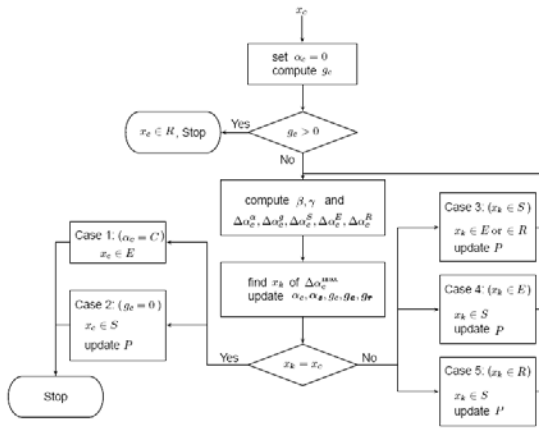 x_c
set α_c = 0
compute g_c
g_c > 0
Yes
x_c ∈ R, Stop
No
compute β, γ and
Δα_c^α, Δα_c^g, Δα_c^S, Δα_c^E, Δα_c^R
find x_k of Δα_c^max
update α_c, α_s, g_c, g_e, g_r
x_k = x_c
Yes
No
Case 1: (α_c = C)
x_c ∈ E
Case 2: (g_c = 0)
x_c ∈ S
update P
Stop
Case 3: (x_k ∈ S)
x_k ∈ E or ∈ R
update P
Case 4: (x_k ∈ E)
x_k ∈ S
update P
Case 5: (x_k ∈ R)
x_k ∈ S
update P